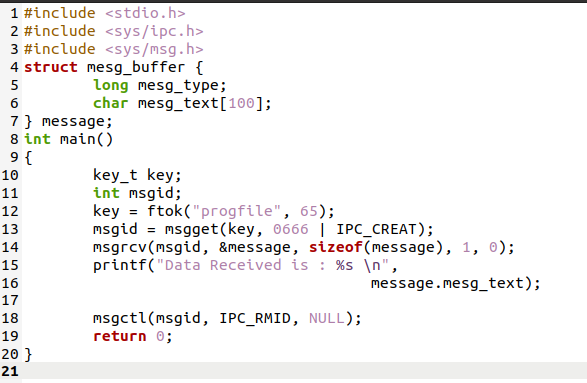 1 #include <stdio.h>
2 #include <sys/ipc.h>
3 #include <sys/msg.h>
4 struct mesg_buffer {
5         long mesg_type;
6         char mesg_text[100];
7 } message;
8 int main()
9 {
10         key_t key;
11         int msgid;
12         key = ftok("progfile", 65);
13         msgid = msgget(key, 0666 | IPC_CREAT);
14         msgrcv(msgid, &message, sizeof(message), 1, 0);
15         printf("Data Received is : %s \n",
16                                         message.mesg_text);
17
18         msgctl(msgid, IPC_RMID, NULL);
19         return 0;
20 }
21